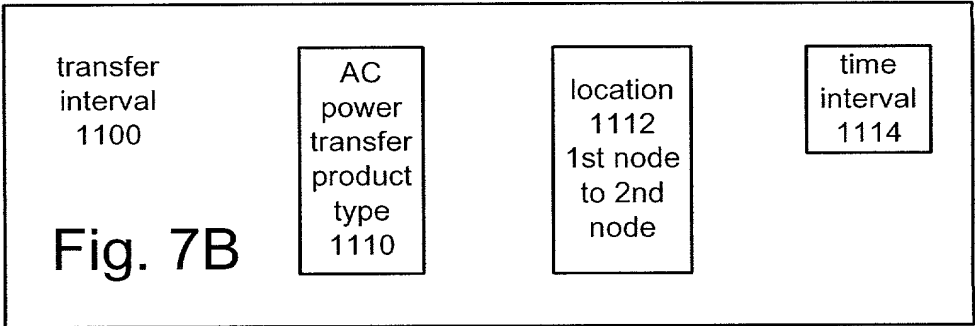 transfer
interval
1100
AC
power
transfer
product
type
1110
location
1112
1st node
to 2nd
node
time
interval
1114
Fig. 7B